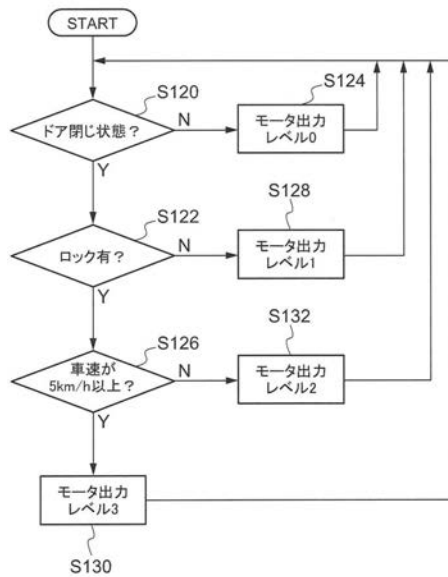 START
S120
S124
ドア閉じ状態？
N
モータ出力
レベル0
Y
S122
S128
ロック有？
N
モータ出力
レベル1
Y
S126
S132
車速が
5km/h以上？
N
モータ出力
レベル2
Y
モータ出力
レベル3
S130